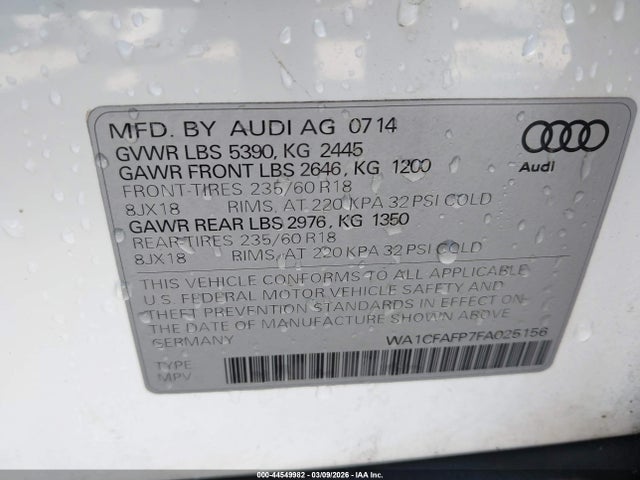 MFD. BY AUDI AG 0714
GVWR LBS 5390, KG 2445
GAWR FRONT LBS 2646, KG 1200
FRONT-TIRES 235/60 R18
8JX18 RIMS, AT 220 KPA 32 PSI COLD
GAWR REAR LBS 2976, KG 1350
REAR-TIRES 235/60 R18
8JX18 RIMS, AT 220 KPA 32 PSI COLD
THIS VEHICLE CONFORMS TO ALL APPLICABLE
U.S. FEDERAL MOTOR VEHICLE SAFETY AND
THEFT PREVENTION STANDARDS IN EFFECT ON
THE DATE OF MANUFACTURE SHOWN ABOVE
GERMANY WA1CFAFP7FA025156
TYPE
MPV
Audi
000-44549982 - 03/09/2026 - IAA Inc.